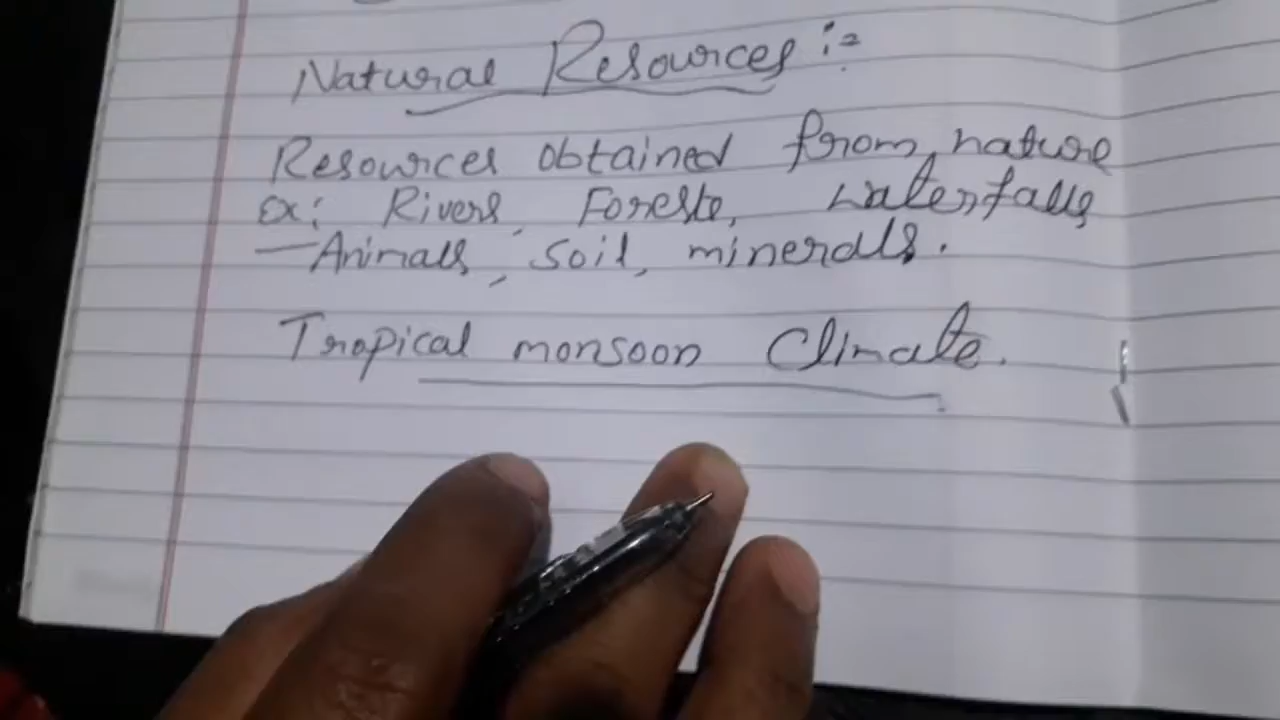 Natural Resources :-
Resources obtained from nature
ex: Rivers, Forests, Waterfalls
Animals, soil, minerals.
Tropical monsoon Climate.